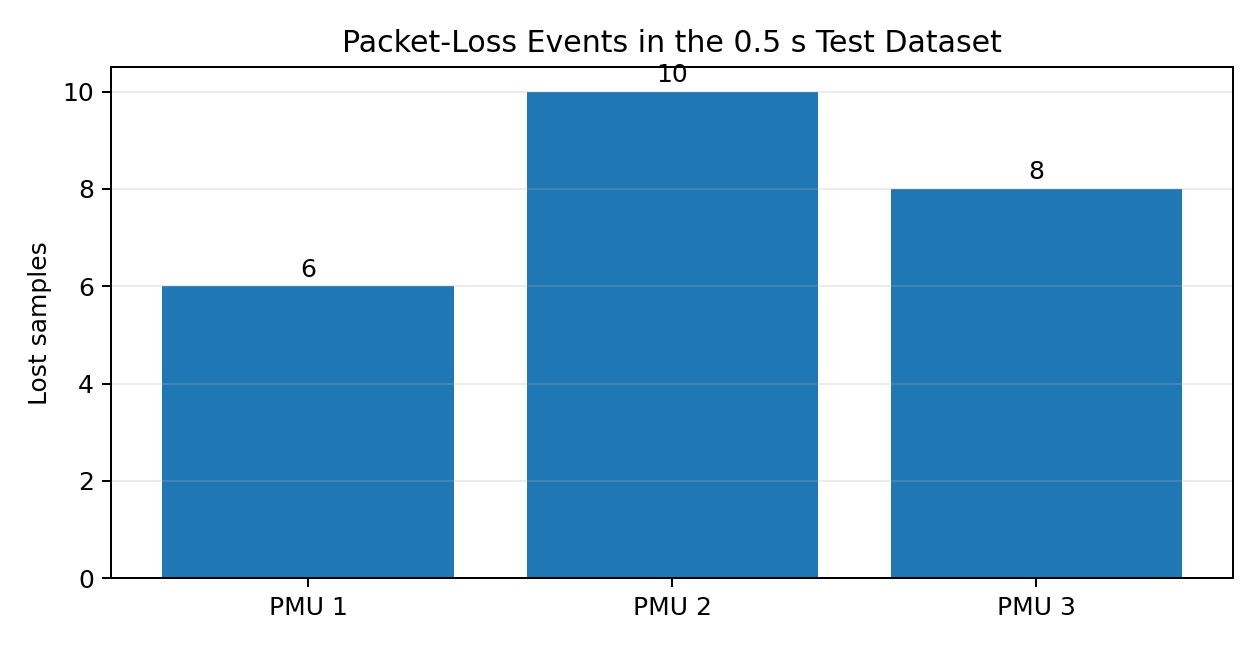 Packet-Loss Events in the 0.5 s Test Dataset
10
10
8
8
6
6
4
2
0
Lost samples
PMU 1
PMU 2
PMU 3